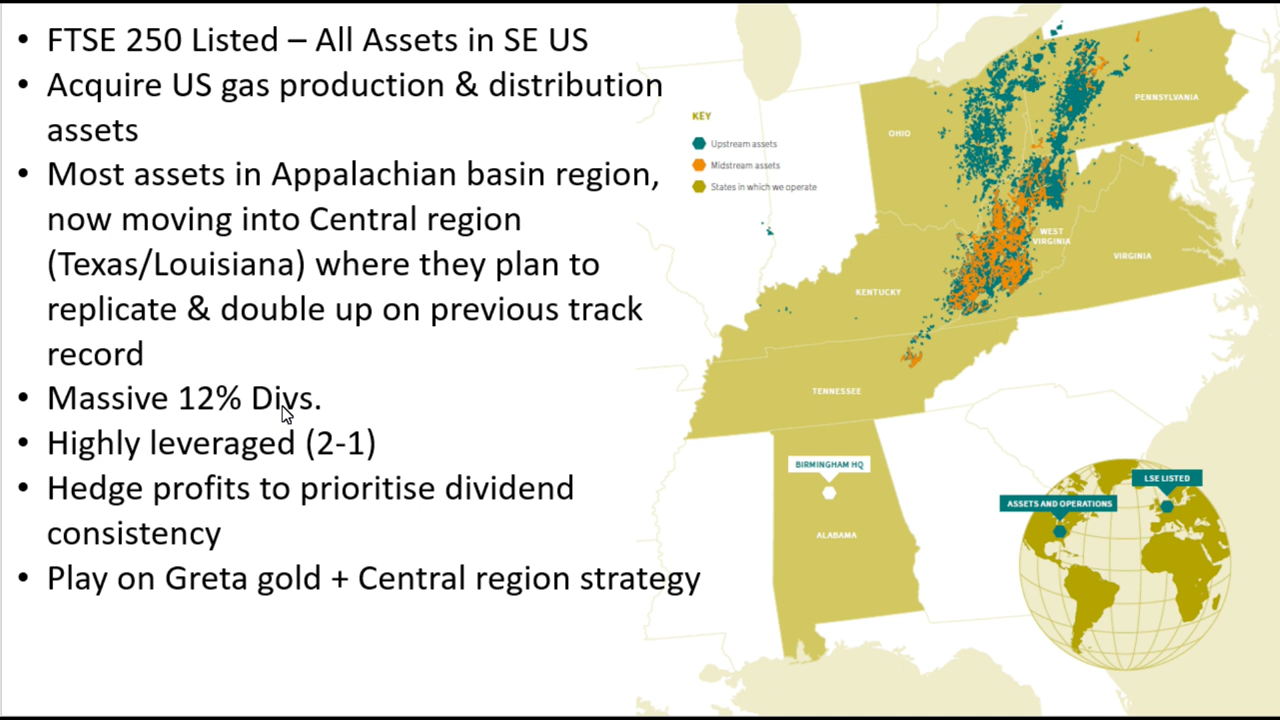 • FTSE 250 Listed – All Assets in SE US
• Acquire US gas production & distribution
assets
• Most assets in Appalachian basin region,
now moving into Central region
(Texas/Louisiana) where they plan to
replicate & double up on previous track
record
• Massive 12% Divs.
• Highly leveraged (2-1)
• Hedge profits to prioritise dividend
consistency
• Play on Greta gold + Central region strategy
KEY
Upstream assets
Midstream assets
States in which we operate
PENNSYLVANIA
OHIO
WEST
VIRGINIA
VIRGINIA
KENTUCKY
TENNESSEE
BIRMINGHAM HQ
ALABAMA
LSE LISTED
ASSETS AND OPERATIONS